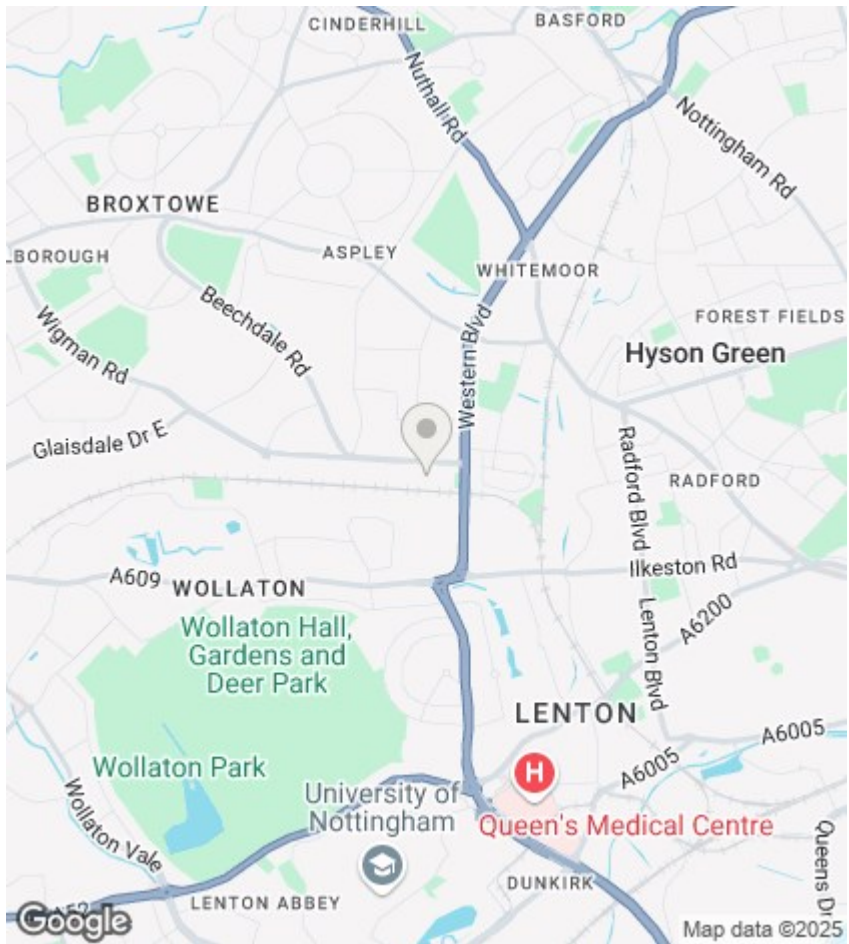 CINDERHILL
BASFORD
Nuthall Rd
Nottingham Rd
BROXTOWE
ASPLEY
LBOROUGH
WHITEMOOR
Beechdale Rd
Wigman Rd
Western Blvd
FOREST FIELDS
Hyson Green
Glaisdale Dr E
Radford Blvd
RADFORD
A609
WOLLATON
Ilkeston Rd
Lenton Blvd
A6200
Wollaton Hall,
Gardens and
Deer Park
LENTON
A6005
A6005
Wollaton Park
H
University of
Nottingham
Queen's Medical Centre
Wollaton Vale
Queens Dr
DUNKIRK
LENTON ABBEY
A52
Google
Map data ©2025